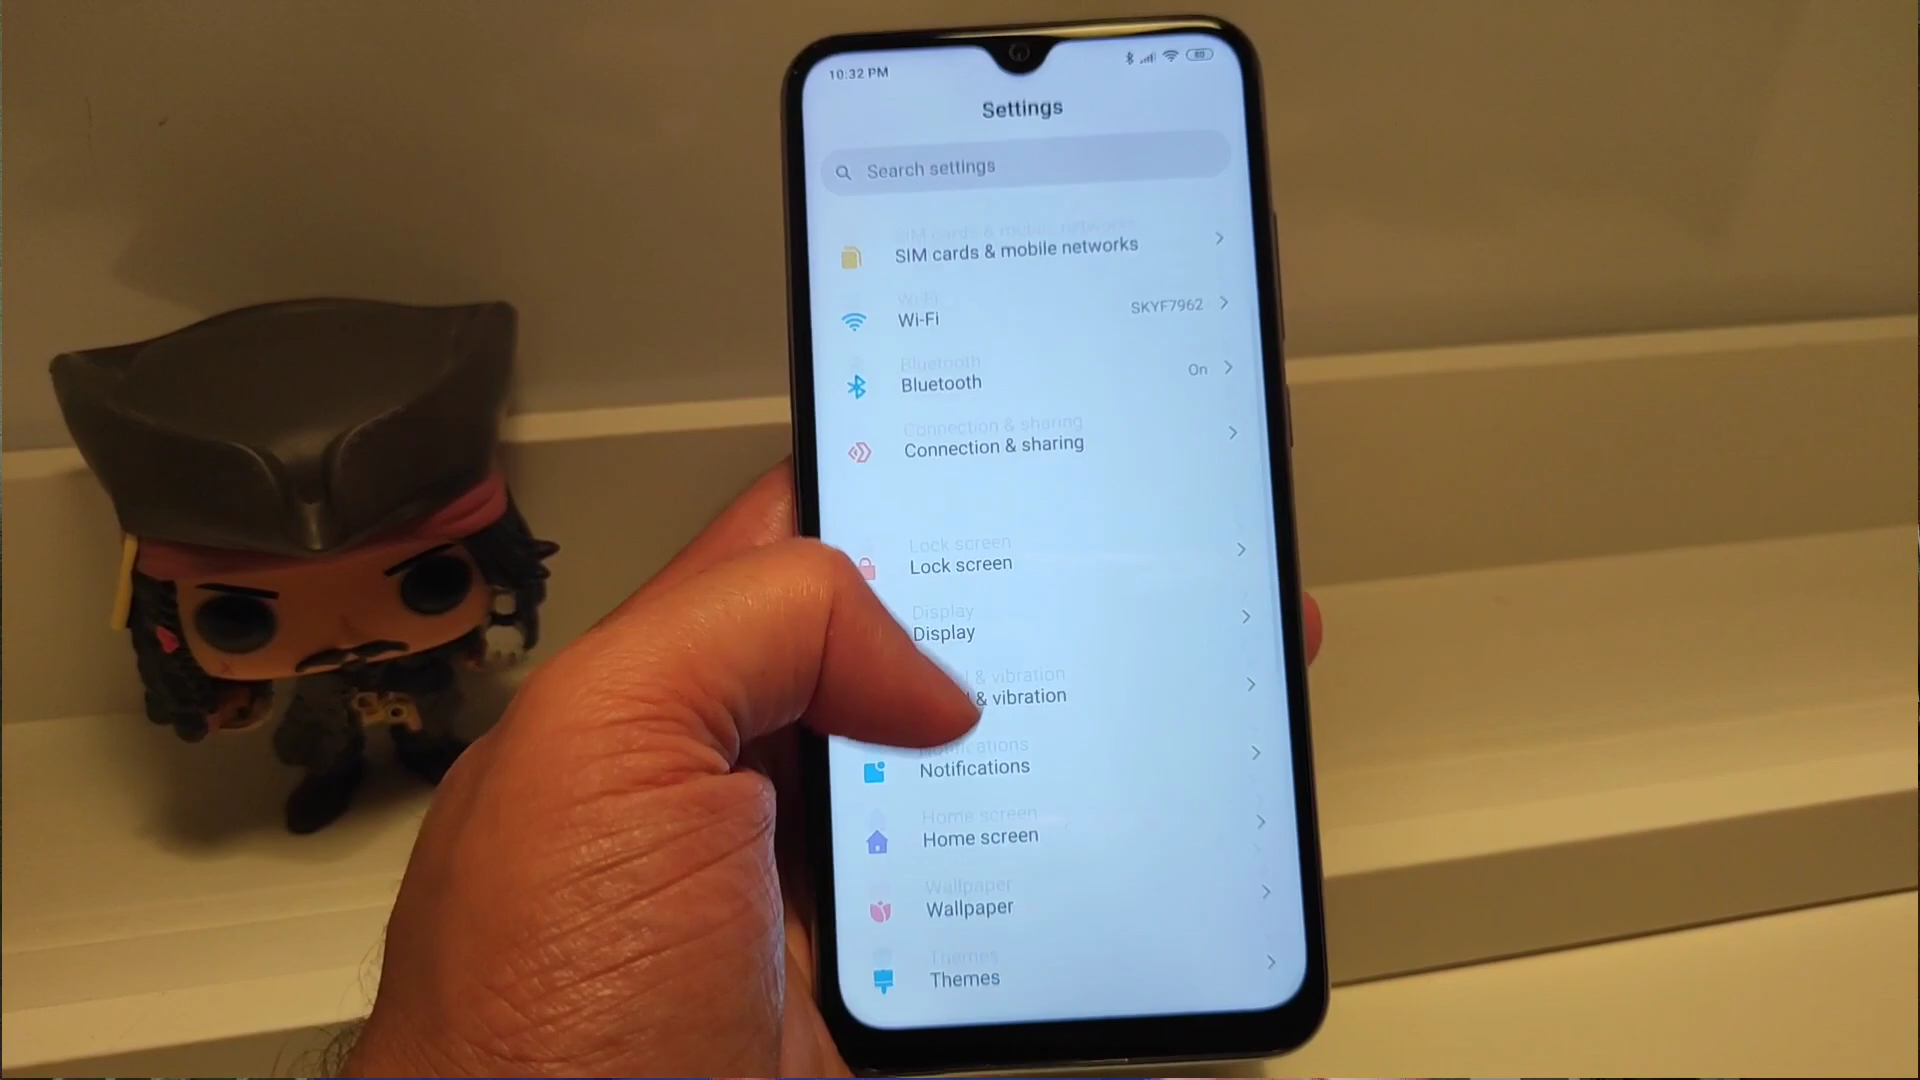 10:32 PM
60
Settings
Search settings
SIM cards & mobile networks
Wi-Fi SKYF7962
Bluetooth On
Connection & sharing
Lock screen
Display
& vibration
Notifications
Home screen
Wallpaper
Themes